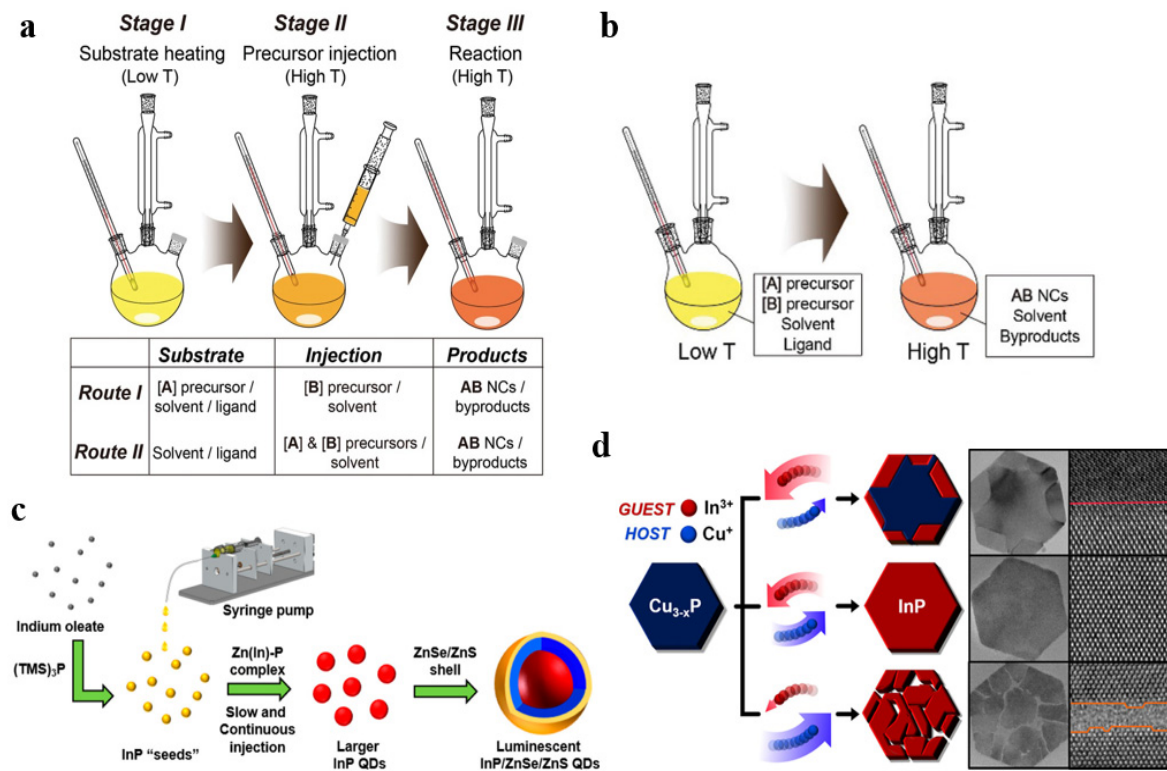 a
Stage I
Substrate heating
(Low T)
Stage II
Precursor injection
(High T)
Stage III
Reaction
(High T)
Substrate
Injection
Products
Route I
[A] precursor /
solvent / ligand
[B] precursor /
solvent
AB NCs /
byproducts
Route II
Solvent / ligand
[A] & [B] precursors /
solvent
AB NCs /
byproducts
b
[A] precursor
[B] precursor
Solvent
Ligand
Low T
AB NCs
Solvent
Byproducts
High T
c
Indium oleate
(TMS)₃P
Syringe pump
InP “seeds”
Zn(In)-P
complex
Slow and
Continuous
injection
Larger
InP QDs
ZnSe/ZnS
shell
Luminescent
InP/ZnSe/ZnS QDs
d
GUEST In³⁺
HOST Cu⁺
Cu₃₋ₓP
InP